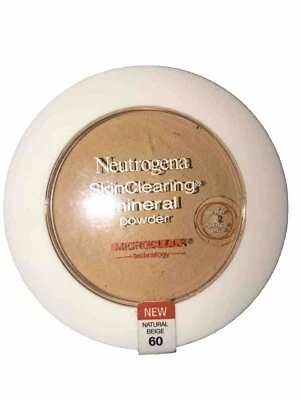 Neutrogena
SkinClearing®
mineral
powder
MICROCLEAR®
technology
NEW
NATURAL
BEIGE
60